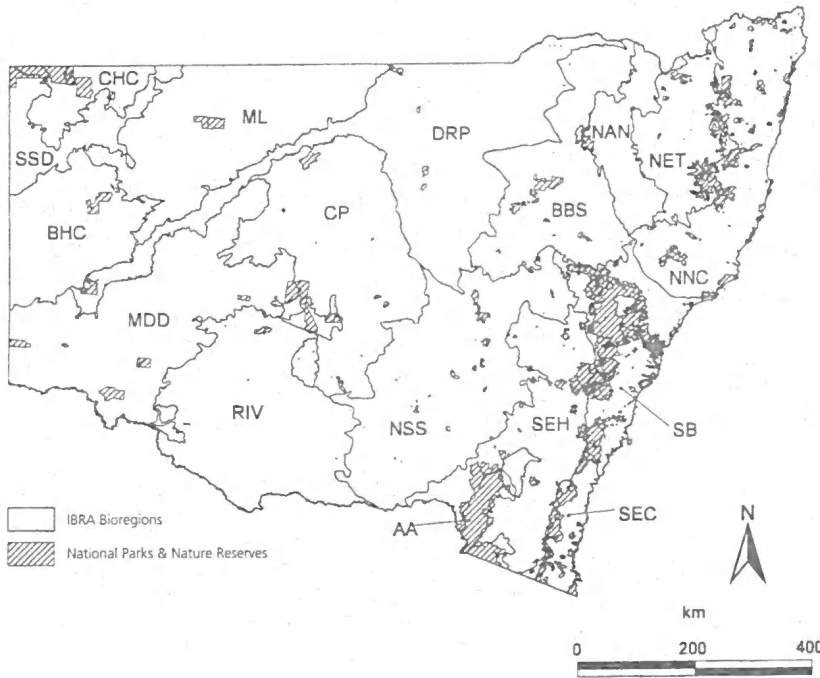 CHC
ML
SSD
DRP
NAN
NET
CP
BBS
BHC
NNC
MDD
RIV
NSS
SEH
SB
AA
SEC
IBRA Bioregions
National Parks & Nature Reserves
N
km
0 200 400